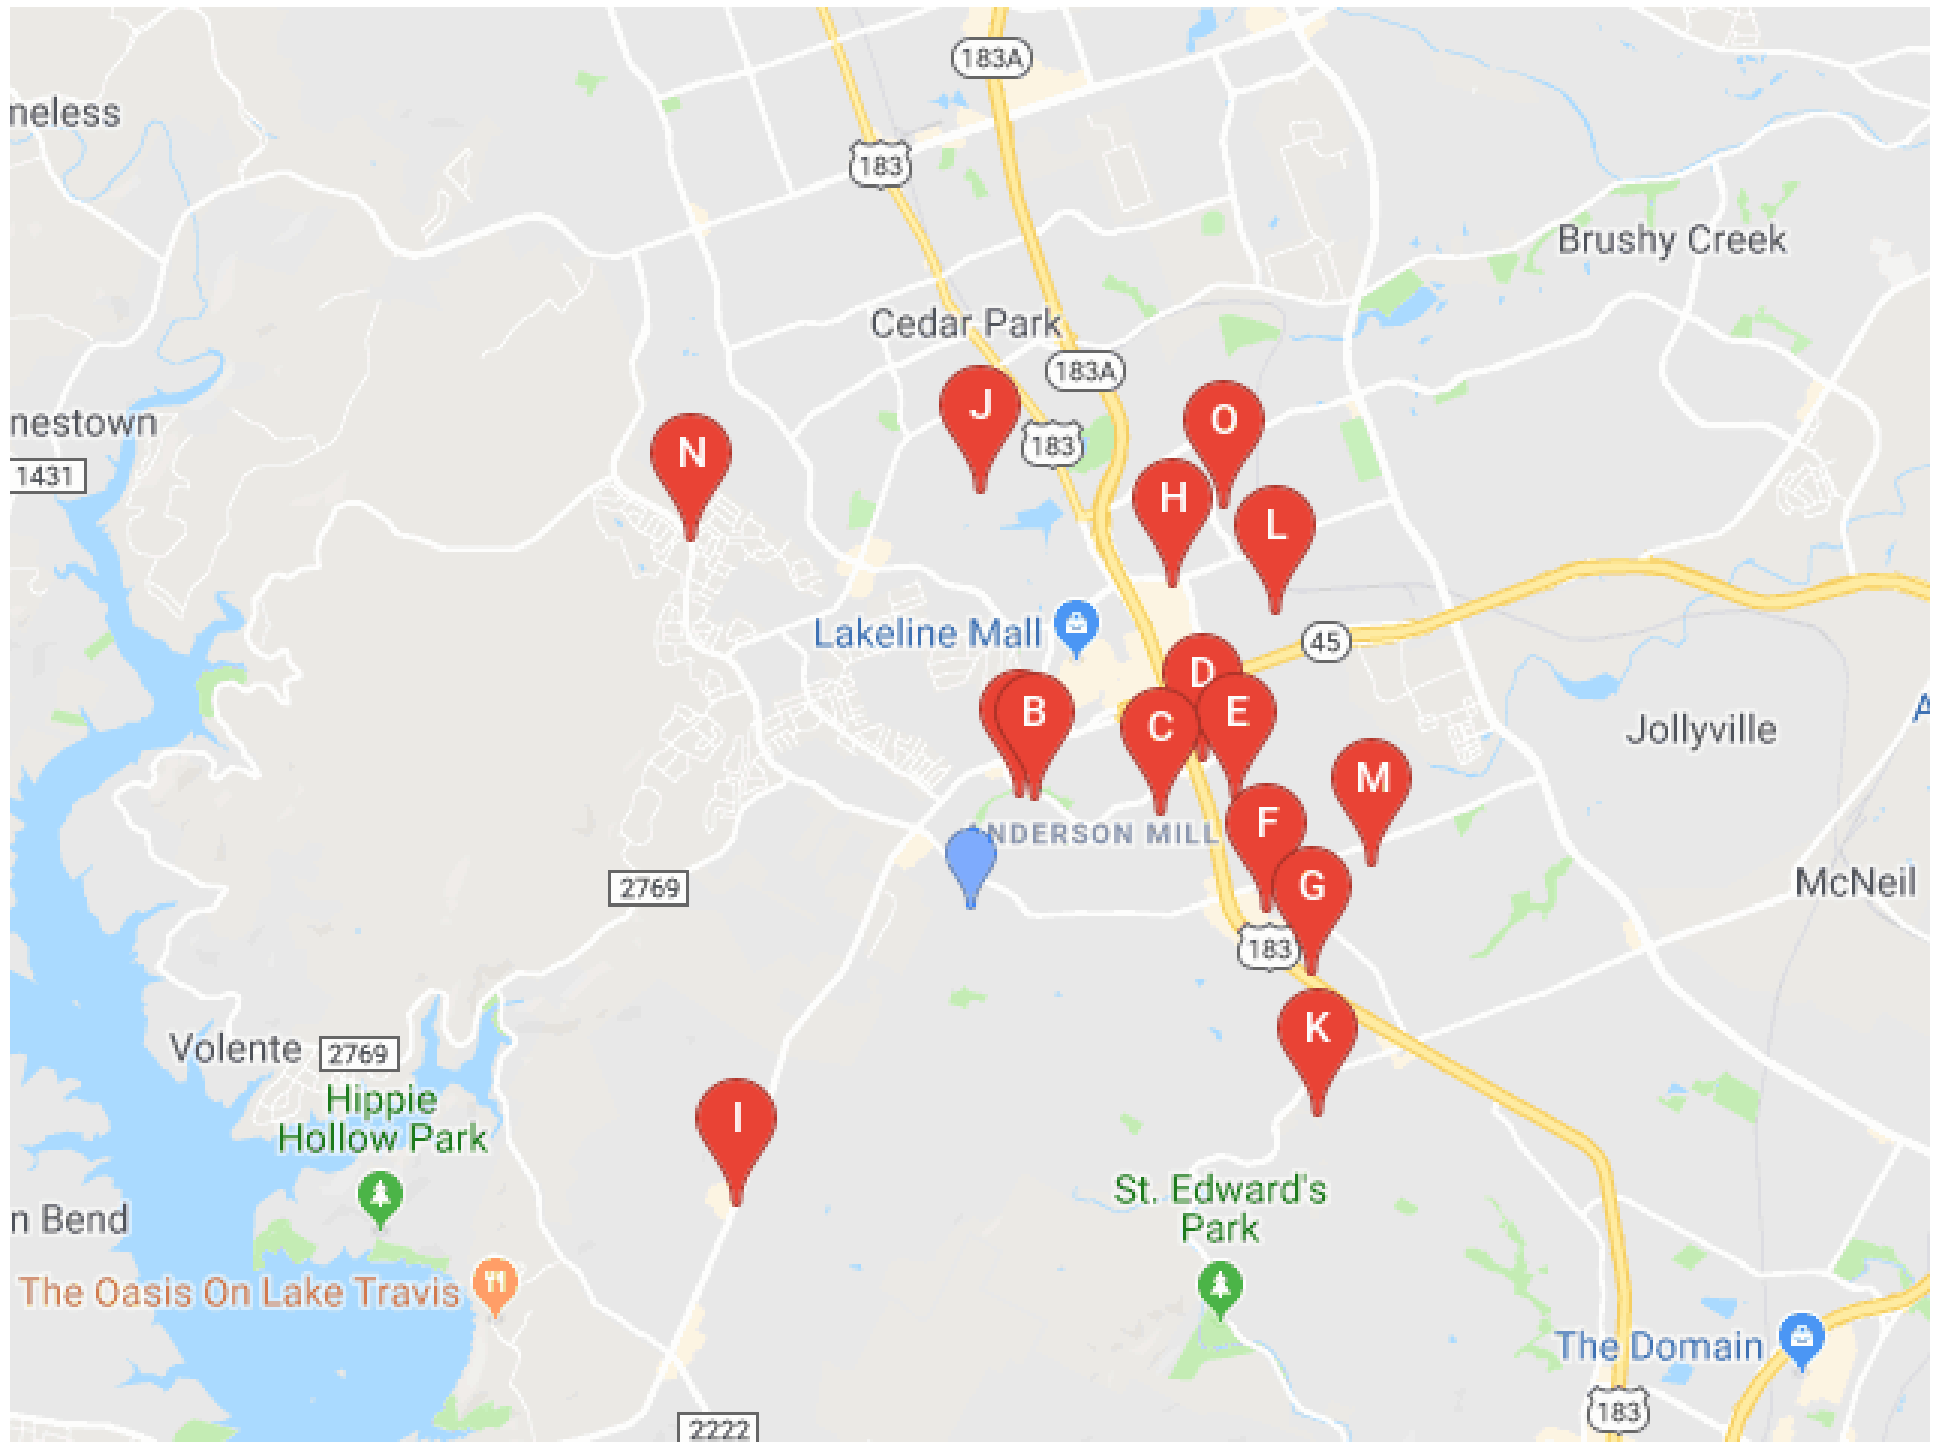 183A
neless
183
Brushy Creek
Cedar Park
183A
J
O
nestown
183
N
1431
H
L
Lakeline Mall
45
D
B
E
C
Jollyville
M
F
NDERSON MILL
2769
G
McNeil
183
K
Volente
2769
Hippie
Hollow Park
I
St. Edward's
Park
n Bend
The Oasis On Lake Travis
The Domain
183
2222